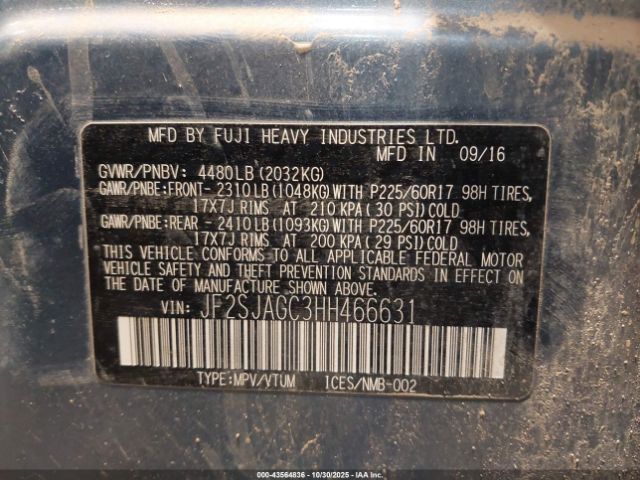 MFD BY FUJI HEAVY INDUSTRIES LTD.
MFD IN 09/16
GVWR/PNBV: 4480LB (2032KG)
GAWR/PNBE:FRONT- 2310LB (1048KG) WITH P225/60R17 98H TIRES,
17X7J RIMS AT 210 KPA (30 PSI) COLD
GAWR/PNBE:REAR - 2410LB (1093KG) WITH P225/60R17 98H TIRES,
17X7J RIMS AT 200 KPA (29 PSI) COLD
THIS VEHICLE CONFORMS TO ALL APPLICABLE FEDERAL MOTOR
VEHICLE SAFETY AND THEFT PREVENTION STANDARDS IN EFFECT ON
THE DATE OF MANUFACTURE SHOWN ABOVE.
VIN: JF2SJAGC3HH466631
TYPE:MPV/VTUM ICES/NMB-002
000-43564836 - 10/30/2025 - IAA Inc.